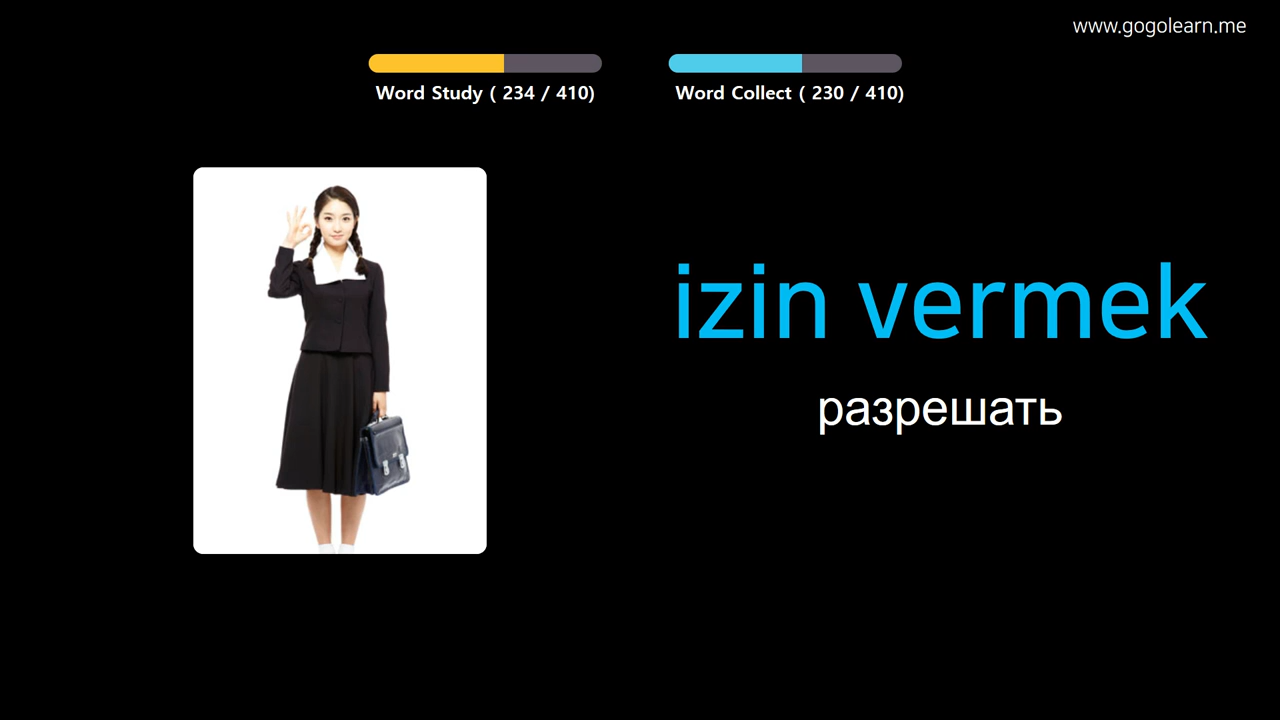 www.gogolearn.me
Word Study ( 234 / 410)
Word Collect ( 230 / 410)
izin vermek
разрешать